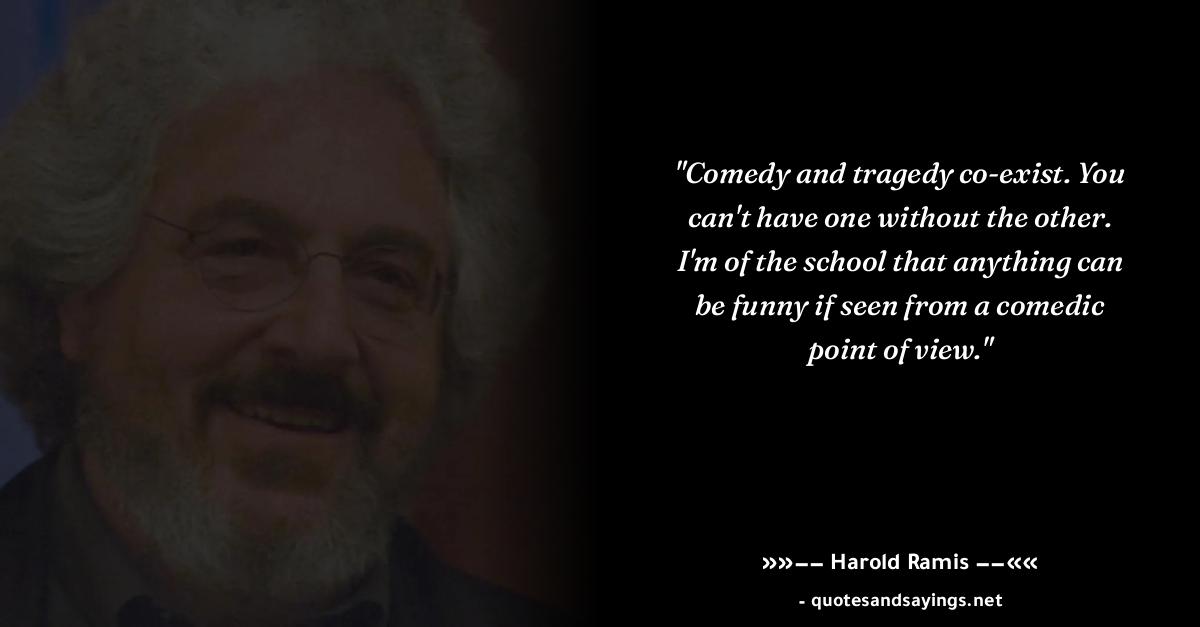 "Comedy and tragedy co-exist. You
can't have one without the other.
I'm of the school that anything can
be funny if seen from a comedic
point of view."
»»–– Harold Ramis ––««
- quotesandsayings.net